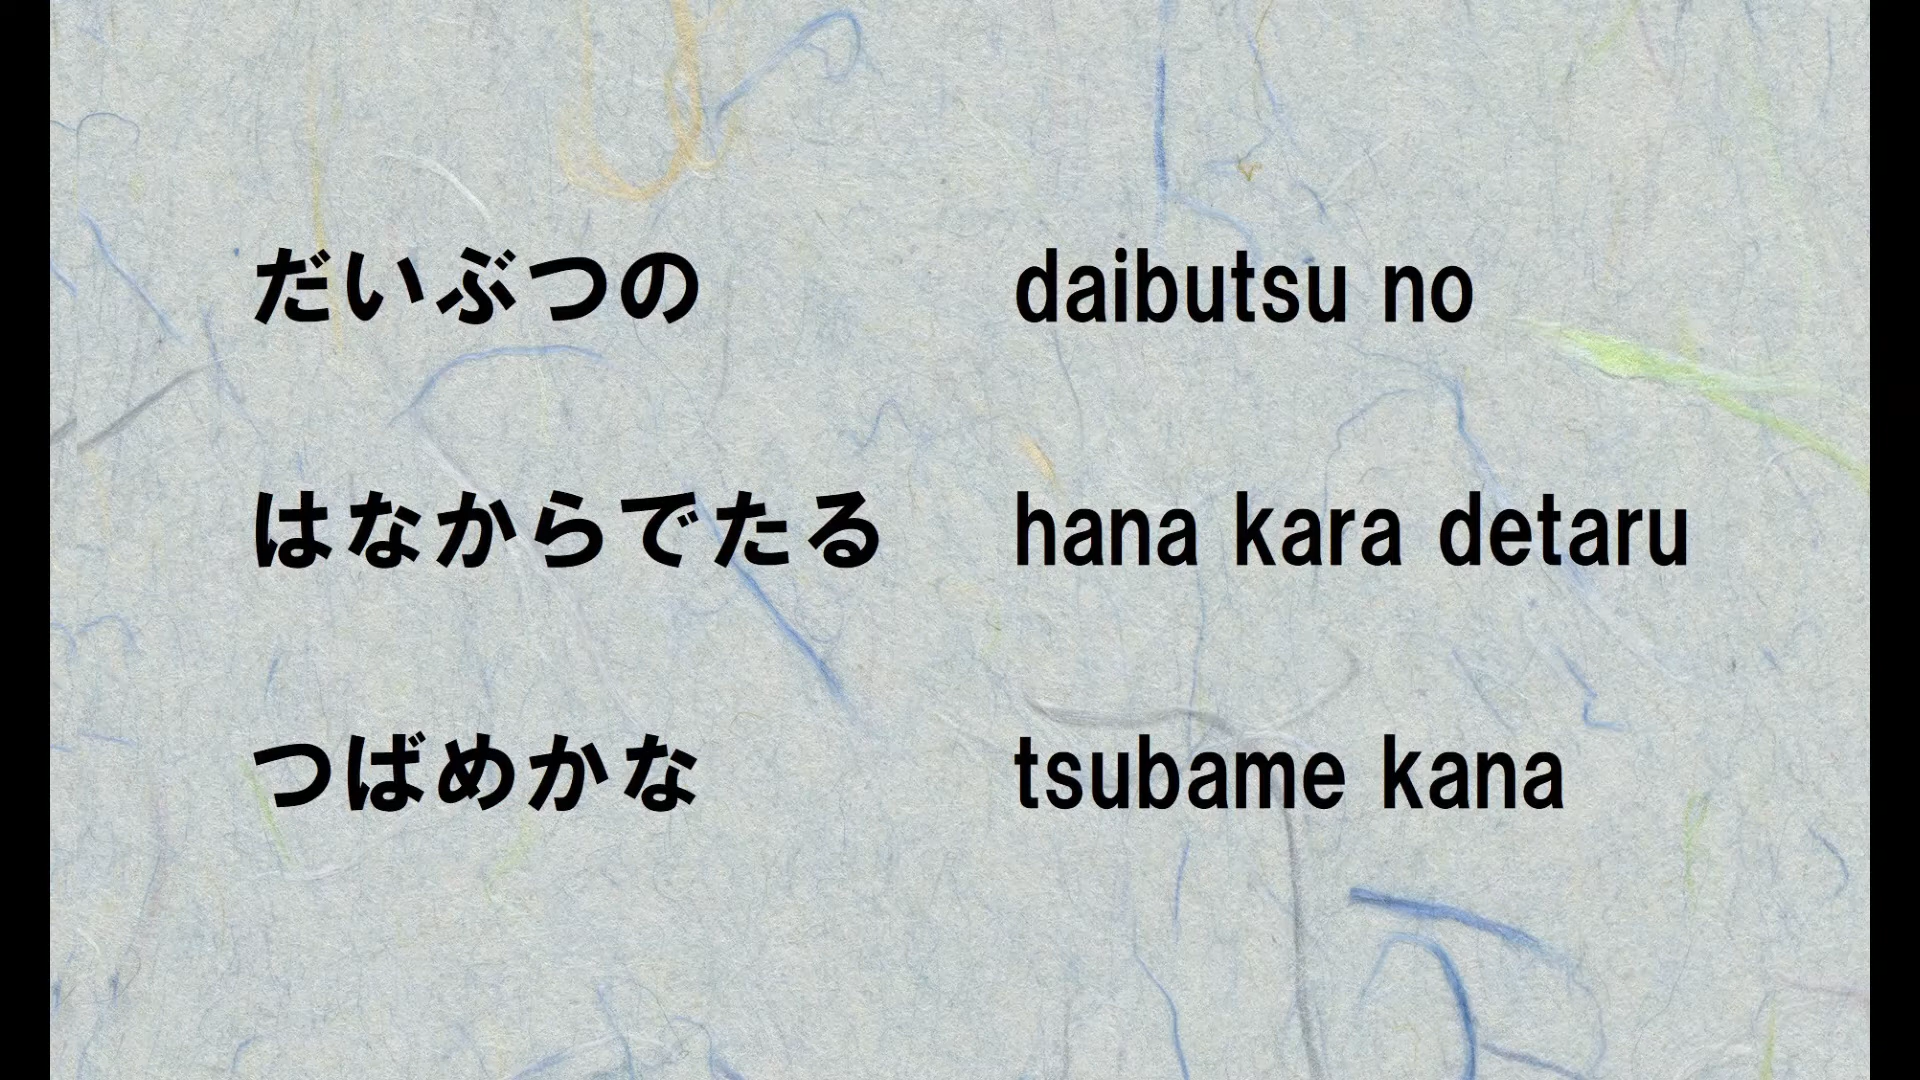 だいぶつの daibutsu no
はなからでたる hana kara detaru
つばめかな tsubame kana